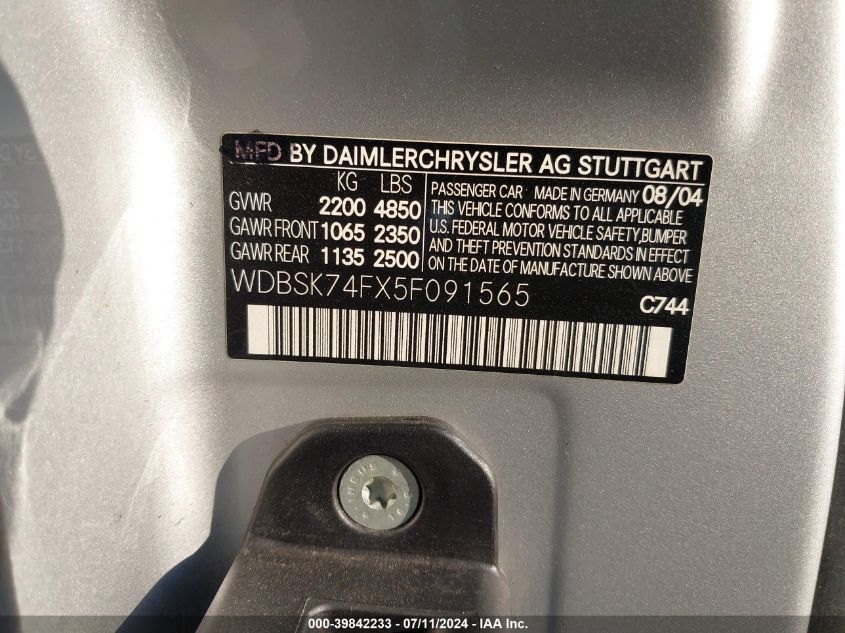 MFD BY DAIMLERCHRYSLER AG STUTTGART
KG LBS
GVWR 2200 4850
GAWR FRONT 1065 2350
GAWR REAR 1135 2500
PASSENGER CAR MADE IN GERMANY 08/04
THIS VEHICLE CONFORMS TO ALL APPLICABLE
U.S. FEDERAL MOTOR VEHICLE SAFETY,BUMPER
AND THEFT PREVENTION STANDARDS IN EFFECT
ON THE DATE OF MANUFACTURE SHOWN ABOVE
WDBSK74FX5F091565
C744
000-39842233 - 07/11/2024 - IAA Inc.